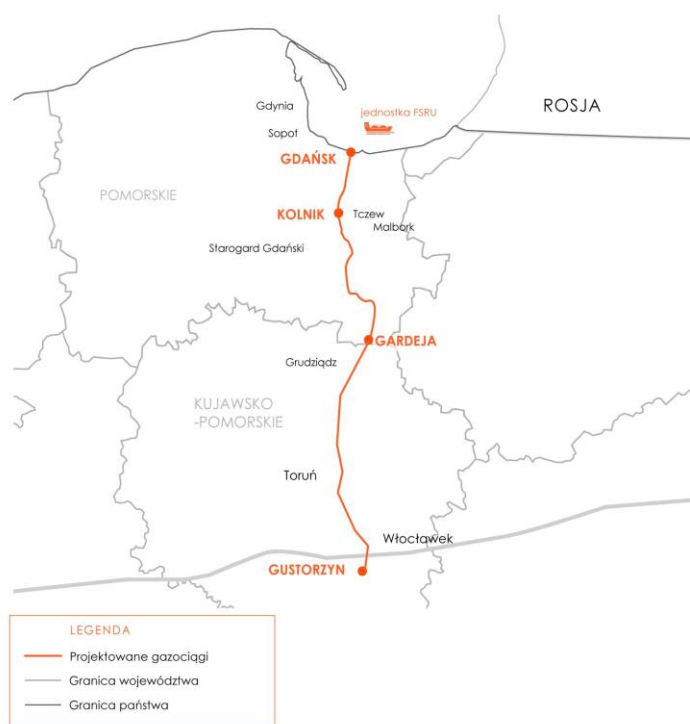 jednostka FSRU
ROSJA
Gdynia
Sopot
GDAŃSK
POMORSKIE
KOLNIK
Tczew
Malbork
Starogard Gdański
GARDEJA
Grudziądz
KUJAWSKO
-POMORSKIE
Toruń
Włocławek
GUSTORZYN
LEGENDA
Projektowane gazociągi
Granica województwa
Granica państwa